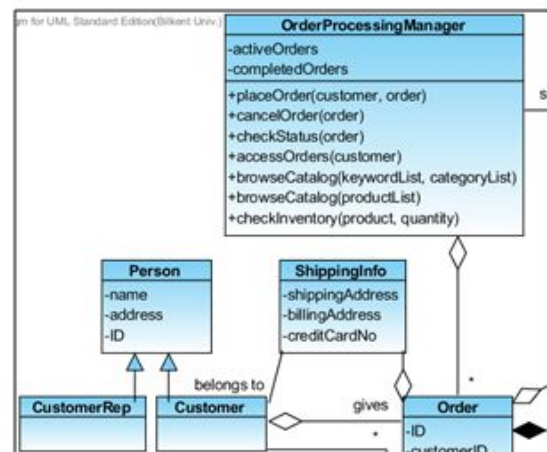 gm for UML Standard Edition(Bilkent Univ.)
OrderProcessingManager
-activeOrders
-completedOrders
+placeOrder(customer, order)
+cancelOrder(order)
+checkStatus(order)
+accessOrders(customer)
+browseCatalog(keywordList, categoryList)
+browseCatalog(productList)
+checkInventory(product, quantity)
s
Person
-name
-address
-ID
ShippingInfo
-shippingAddress
-billingAddress
-creditCardNo
belongs to
*
CustomerRep
Customer
gives
Order
*
-ID
-customerID